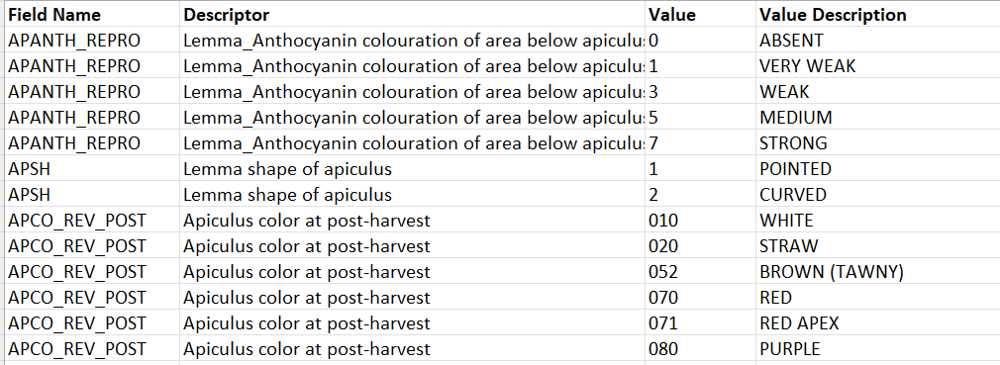 Field Name Descriptor Value Value Description
APANTH_REPRO Lemma_Anthocyanin colouration of area below 0 ABSENT
APANTH_REPRO Lemma_Anthocyanin colouration of area below 1 VERY WEAK
APANTH_REPRO Lemma_Anthocyanin colouration of area below 3 WEAK
APANTH_REPRO Lemma_Anthocyanin colouration of area below 5 MEDIUM
APANTH_REPRO Lemma_Anthocyanin colouration of area below 7 STRONG
APSH Lemma shape of apiculus 1 POINTED
APSH Lemma shape of apiculus 2 CURVED
APCO_REV_POST Apiculus color at post-harvest 010 WHITE
APCO_REV_POST Apiculus color at post-harvest 020 STRAW
APCO_REV_POST Apiculus color at post-harvest 052 BROWN (TAWNY)
APCO_REV_POST Apiculus color at post-harvest 070 RED
APCO_REV_POST Apiculus color at post-harvest 071 RED APEX
APCO_REV_POST Apiculus color at post-harvest 080 PURPLE